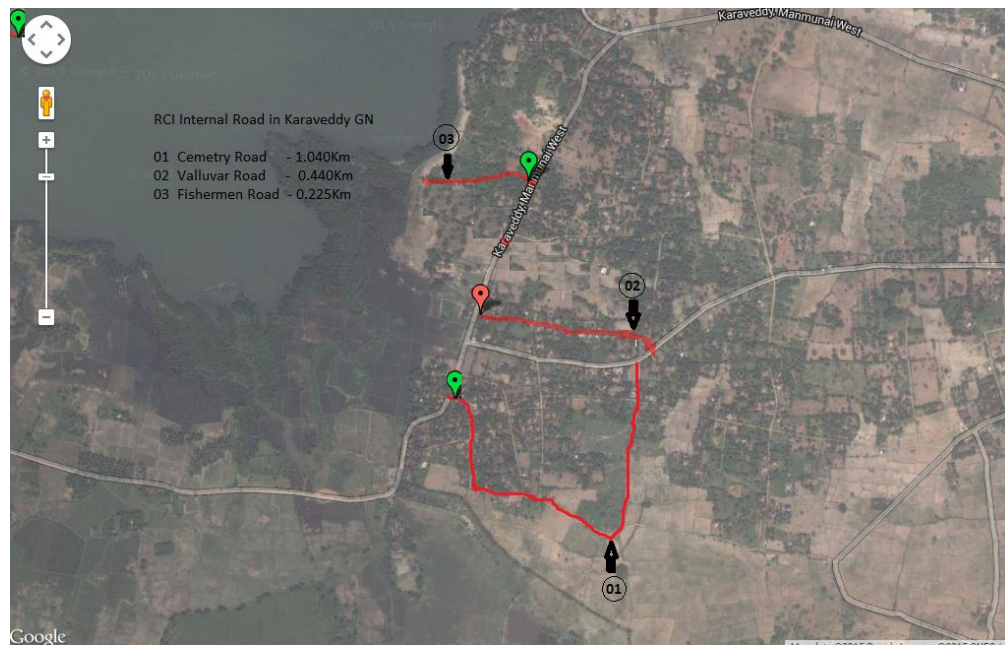 Karaveddy, Manmunai West
RCI Internal Road in Karaveddy GN
01 Cemetry Road - 1.040Km
02 Valluvar Road - 0.440Km
03 Fishermen Road - 0.225Km
03
Karaveddy, Manmunai West
02
01
Google